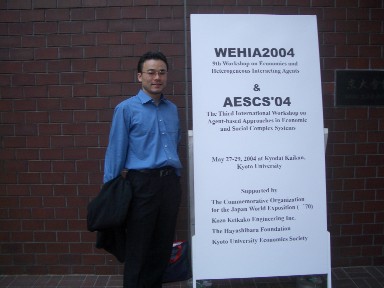 WEHIA2004
9th Workshop on Economics and
Heterogeneous Interacting Agents
&
AESCS'04
The Third International Workshop on
Agent-based Approaches in Economic
and Social Complex Systems
May 27-29, 2004 at Kyodai Kaikan,
Kyoto University
Supported by
The Commemorative Organization
for the Japan World Exposition ('70)
Kozo Keikaku Engineering Inc.
The Hayashibara Foundation
Kyoto University Economics Society